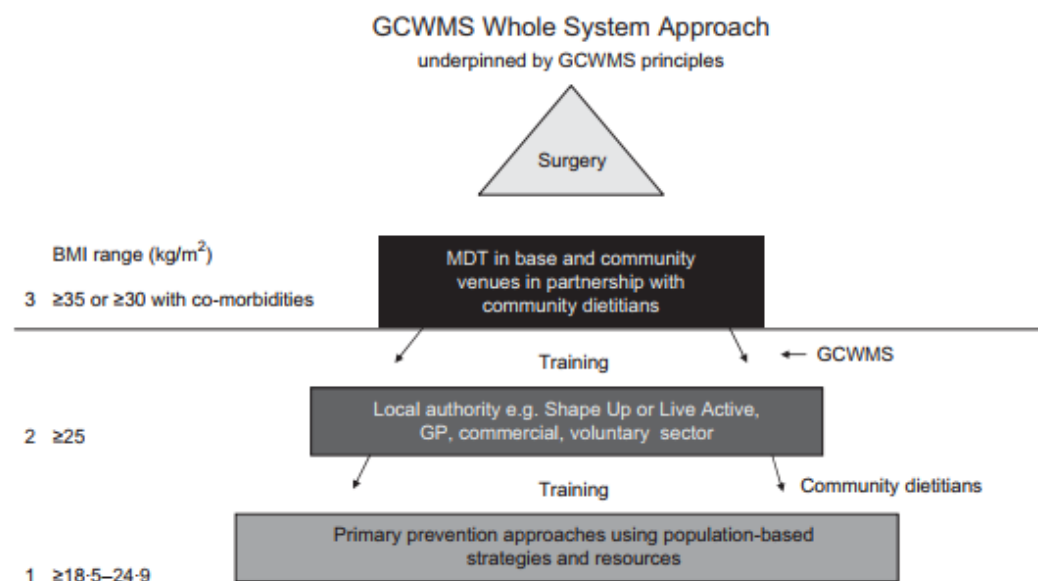 GCWMS Whole System Approach
underpinned by GCWMS principles
Surgery
BMI range (kg/m²)
3 ≥35 or ≥30 with co-morbidities
MDT in base and community
venues in partnership with
community dietitians
Training
GCWMS
2 ≥25
Local authority e.g. Shape Up or Live Active,
GP, commercial, voluntary sector
Training
Community dietitians
Primary prevention approaches using population-based
strategies and resources
1 ≥18·5–24·9